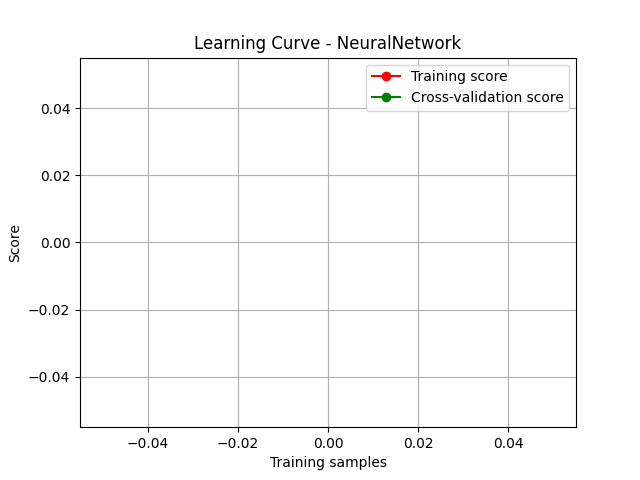 Learning Curve - NeuralNetwork
Training score
Cross-validation score
0.04
0.02
0.00
−0.02
−0.04
Score
−0.04
−0.02
0.00
0.02
0.04
Training samples